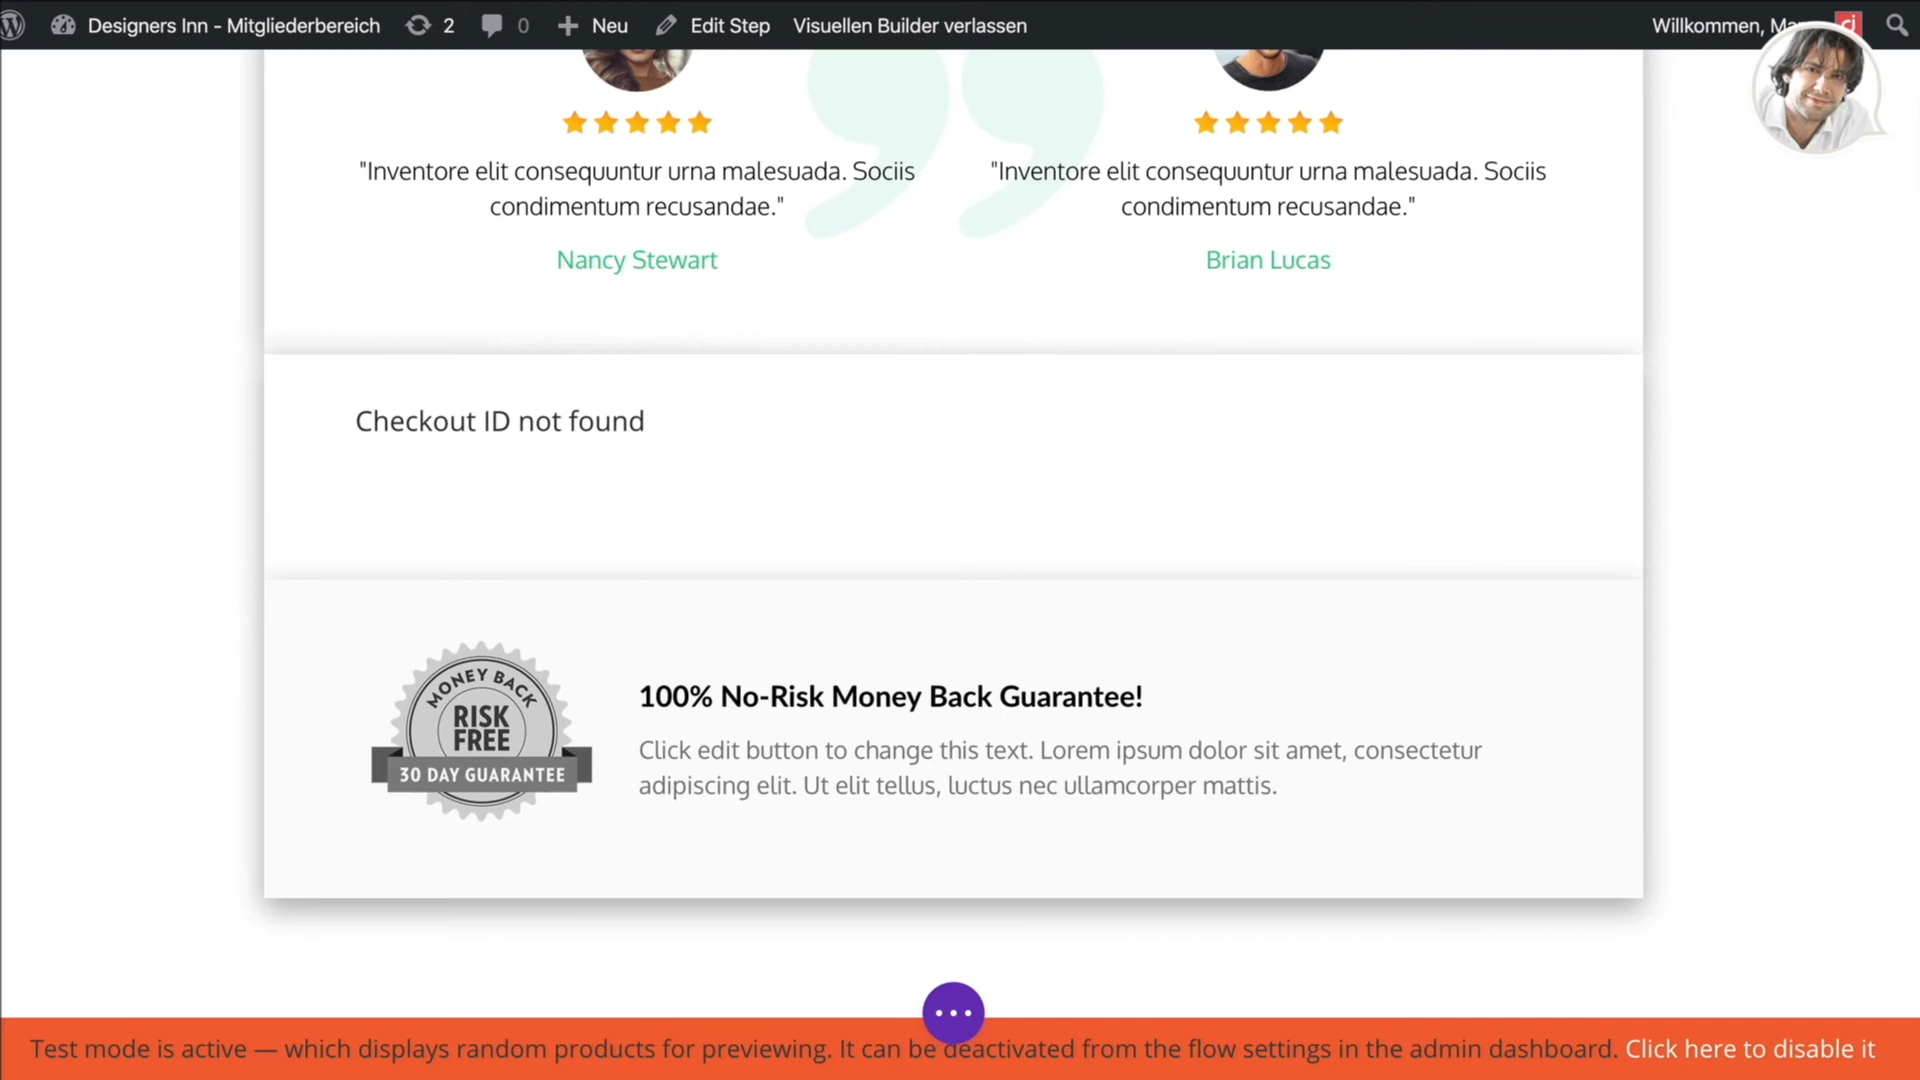 Designers Inn - Mitgliederbereich 2 0 Neu Edit Step Visuellen Builder verlassen Willkommen,
"Inventore elit consequuntur urna malesuada. Sociis
condimentum recusandae."
Nancy Stewart
"Inventore elit consequuntur urna malesuada. Sociis
condimentum recusandae."
Brian Lucas
Checkout ID not found
MONEY BACK
RISK
FREE
30 DAY GUARANTEE
100% No-Risk Money Back Guarantee!
Click edit button to change this text. Lorem ipsum dolor sit amet, consectetur
adipiscing elit. Ut elit tellus, luctus nec ullamcorper mattis.
Test mode is active — which displays random products for previewing. It can be deactivated from the flow settings in the admin dashboard. Click here to disable it